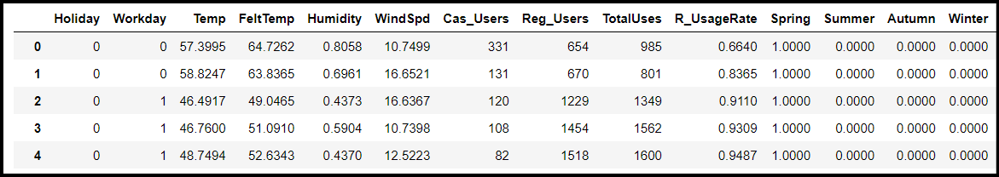 Holiday Workday Temp FeltTemp Humidity WindSpd Cas_Users Reg_Users TotalUses R_UsageRate Spring Summer Autumn Winter
0 0 0 57.3995 64.7262 0.8058 10.7499 331 654 985 0.6640 1.0000 0.0000 0.0000 0.0000
1 0 0 58.8247 63.8365 0.6961 16.6521 131 670 801 0.8365 1.0000 0.0000 0.0000 0.0000
2 0 1 46.4917 49.0465 0.4373 16.6367 120 1229 1349 0.9110 1.0000 0.0000 0.0000 0.0000
3 0 1 46.7600 51.0910 0.5904 10.7398 108 1454 1562 0.9309 1.0000 0.0000 0.0000 0.0000
4 0 1 48.7494 52.6343 0.4370 12.5223 82 1518 1600 0.9487 1.0000 0.0000 0.0000 0.0000